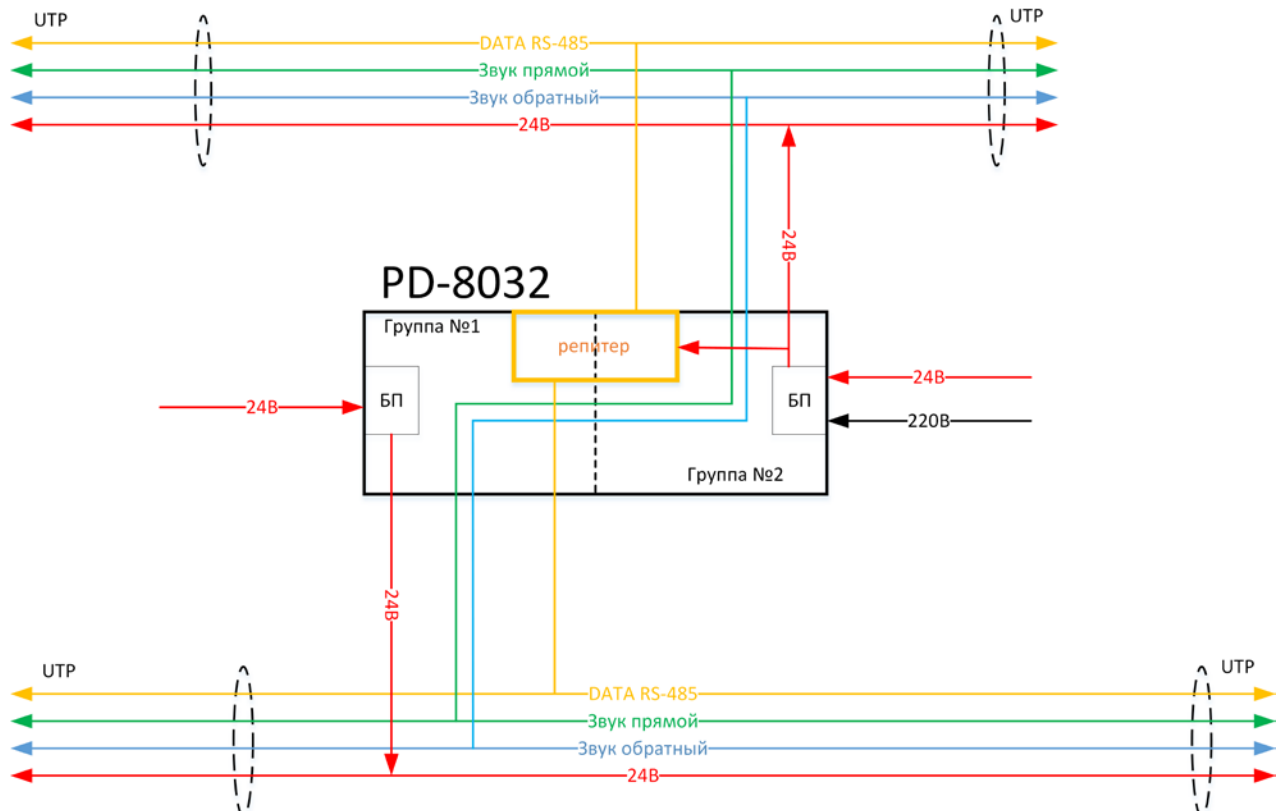 UTP
UTP
DATA RS-485
Звук прямой
Звук обратный
24В
24В
PD-8032
Группа №1
репитер
БП
24В
БП
24В
220В
Группа №2
24В
UTP
UTP
DATA RS-485
Звук прямой
Звук обратный
24В